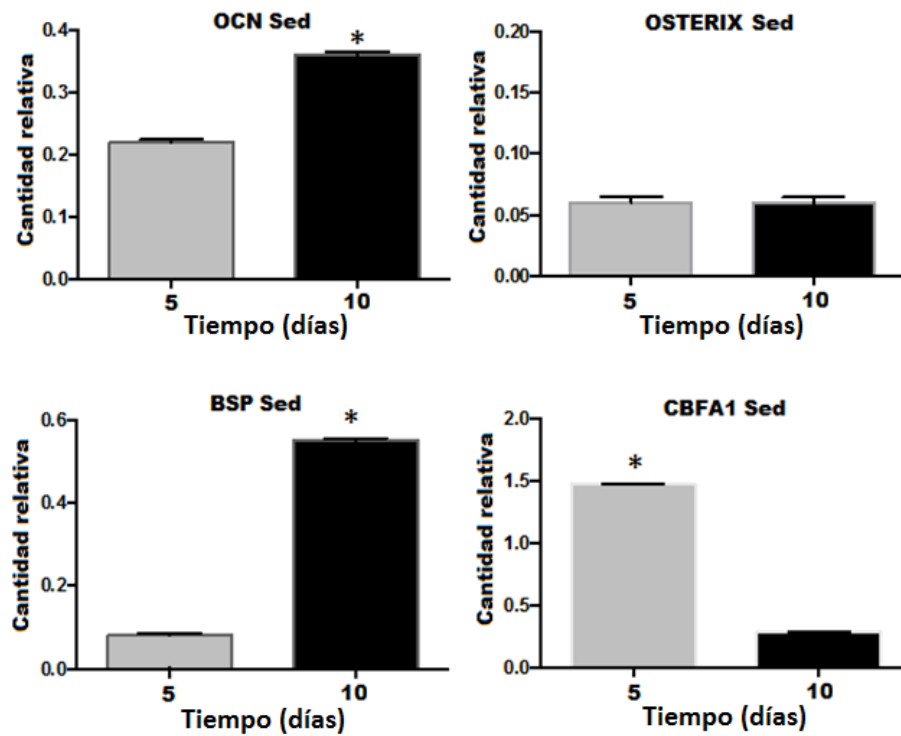 OCN Sed
*
Cantidad relativa
0.4
0.3
0.2
0.1
0.0
5
10
Tiempo (días)
OSTERIX Sed
Cantidad relativa
0.20
0.15
0.10
0.05
0.00
5
10
Tiempo (días)
BSP Sed
*
Cantidad relativa
0.6
0.6
0.2
0.0
5
10
Tiempo (días)
CBFA1 Sed
*
Cantidad relativa
2.0
1.5
1.0
0.5
0.0
5
10
Tiempo (días)